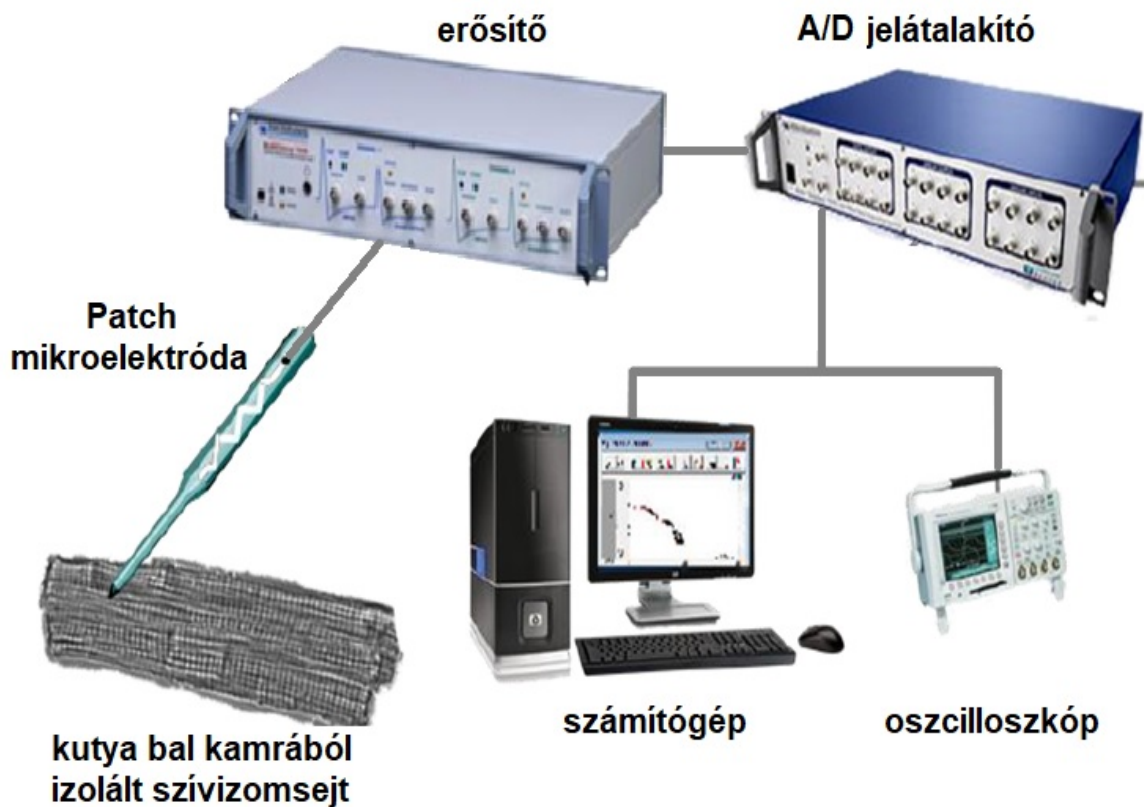 erősítő
A/D jelátalakító
Patch
mikroelektróda
számítógép
oszcilloszkóp
kutya bal kamrából
izolált szívizomsejt